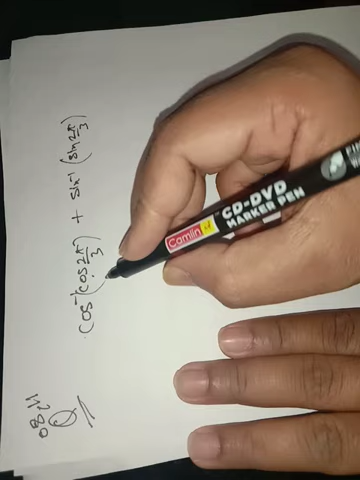 cos⁻¹(cos 2π/3) + sin⁻¹(sin 2π/3)
Camlin
CD-DVD
MARKER PEN